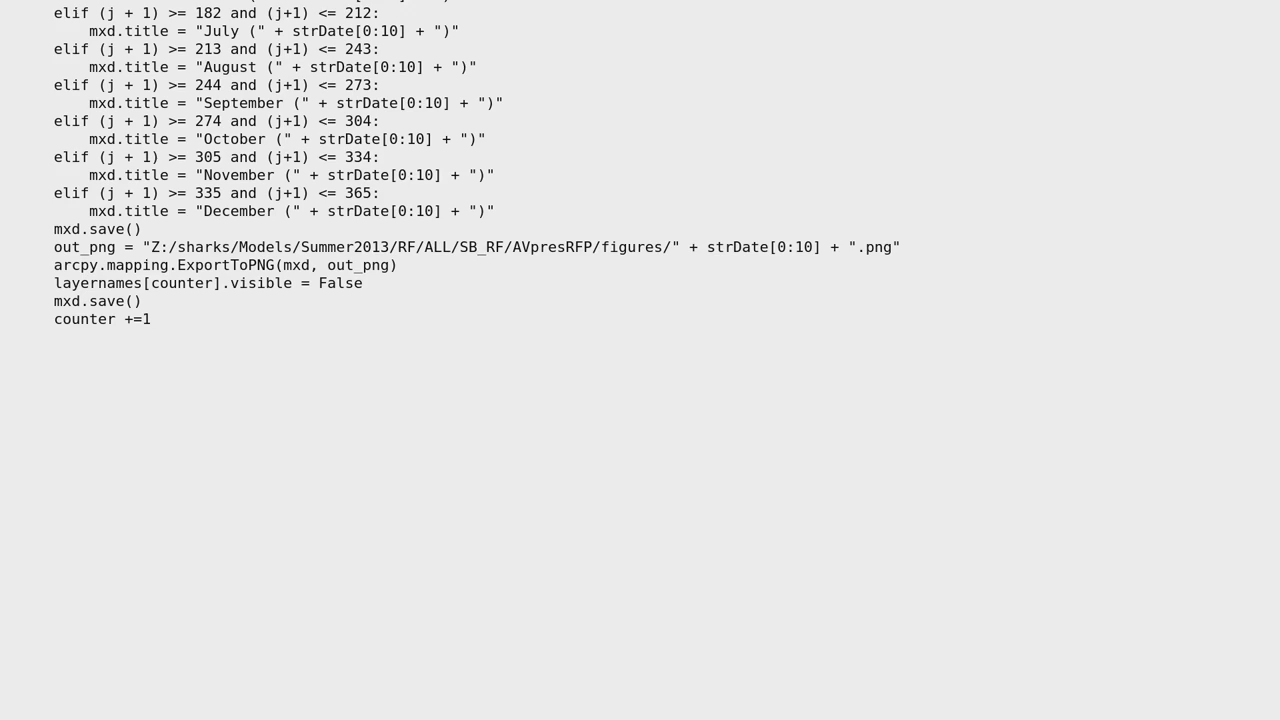 elif (j + 1) >= 182 and (j+1) <= 212:
    mxd.title = "July (" + strDate[0:10] + ")"
elif (j + 1) >= 213 and (j+1) <= 243:
    mxd.title = "August (" + strDate[0:10] + ")"
elif (j + 1) >= 244 and (j+1) <= 273:
    mxd.title = "September (" + strDate[0:10] + ")"
elif (j + 1) >= 274 and (j+1) <= 304:
    mxd.title = "October (" + strDate[0:10] + ")"
elif (j + 1) >= 305 and (j+1) <= 334:
    mxd.title = "November (" + strDate[0:10] + ")"
elif (j + 1) >= 335 and (j+1) <= 365:
    mxd.title = "December (" + strDate[0:10] + ")"
mxd.save()
out_png = "Z:/sharks/Models/Summer2013/RF/ALL/SB_RF/AVpresRFP/figures/" + strDate[0:10] + ".png"
arcpy.mapping.ExportToPNG(mxd, out_png)
layernames[counter].visible = False
mxd.save()
counter +=1